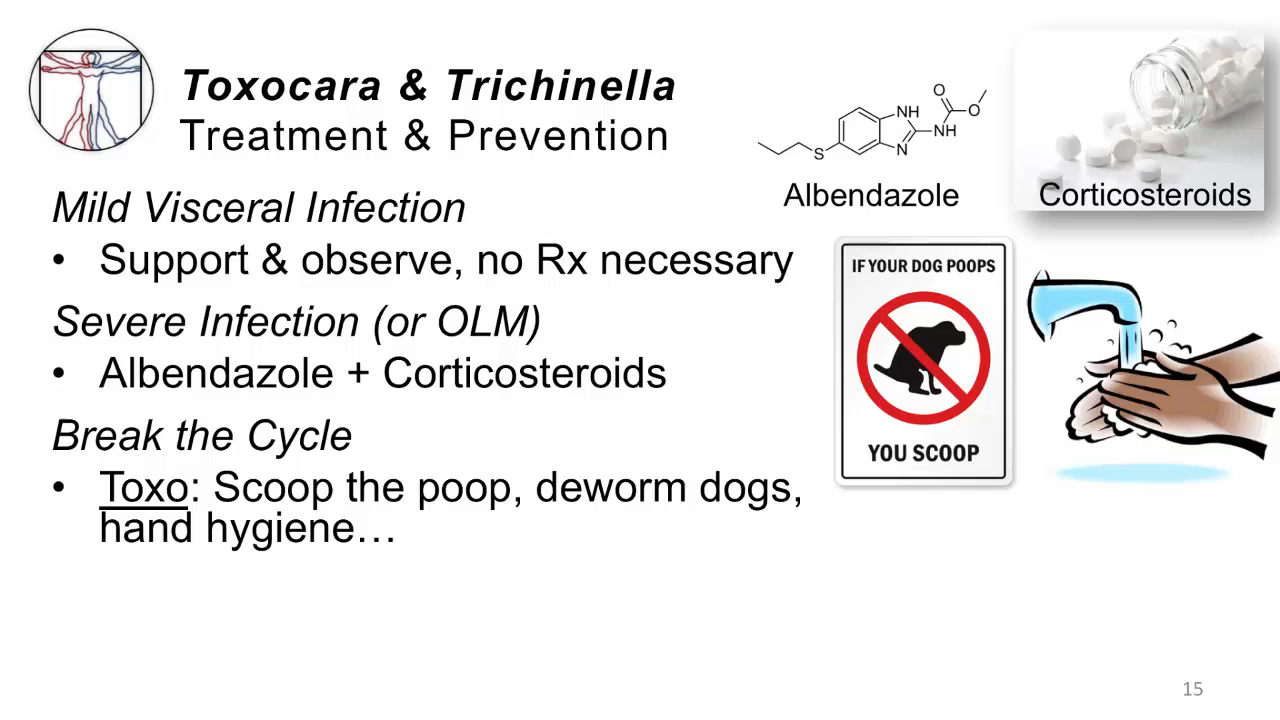 Toxocara & Trichinella
Treatment & Prevention
Mild Visceral Infection
• Support & observe, no Rx necessary
Severe Infection (or OLM)
• Albendazole + Corticosteroids
Break the Cycle
• Toxo: Scoop the poop, deworm dogs,
hand hygiene…
O
O
NH
NH
N
S
Albendazole
Corticosteroids
IF YOUR DOG POOPS
YOU SCOOP
15